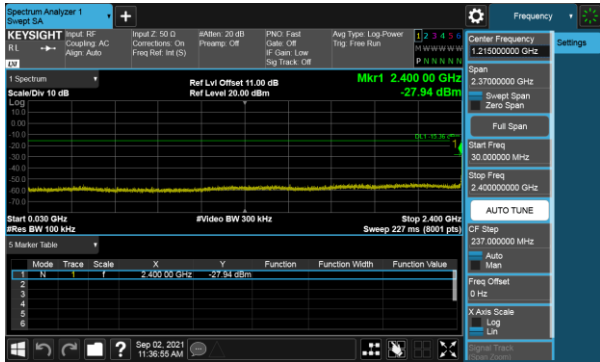 Spectrum Analyzer 1
Swept SA
Frequency
KEYSIGHT
RL
Input: RF
Coupling: AC
Align: Auto
Input Z: 50 Ω
Corrections: On
Freq Ref: Int (S)
#Atten: 20 dB
Preamp: Off
PNO: Fast
Gate: Off
IF Gain: Low
Sig Track: Off
Avg Type: Log-Power
Trig: Free Run
1 2 3 4 5 6
M W W W W W
P N N N N N
1 Spectrum
Scale/Div 10 dB
Ref Lvl Offset 11.00 dB
Ref Level 20.00 dBm
Mkr1 2.400 00 GHz
-27.94 dBm
Log
10.0
0.00
-10.0
-20.0
-30.0
-40.0
-50.0
-60.0
-70.0
DL1 -15.36 dBm
1
Start 0.030 GHz
#Res BW 100 kHz
#Video BW 300 kHz
Stop 2.400 GHz
Sweep 227 ms (8001 pts)
5 Marker Table
Mode Trace Scale X Y Function Function Width Function Value
1 N 1 f 2.400 00 GHz -27.94 dBm
2
3
4
5
6
Sep 02, 2021
11:36:55 AM
Center Frequency
1.215000000 GHz
Settings
Span
2.37000000 GHz
Swept Span
Zero Span
Full Span
Start Freq
30.000000 MHz
Stop Freq
2.400000000 GHz
AUTO TUNE
CF Step
237.000000 MHz
Auto
Man
Freq Offset
0 Hz
X Axis Scale
Log
Lin
Signal Track
(Span Zoom)